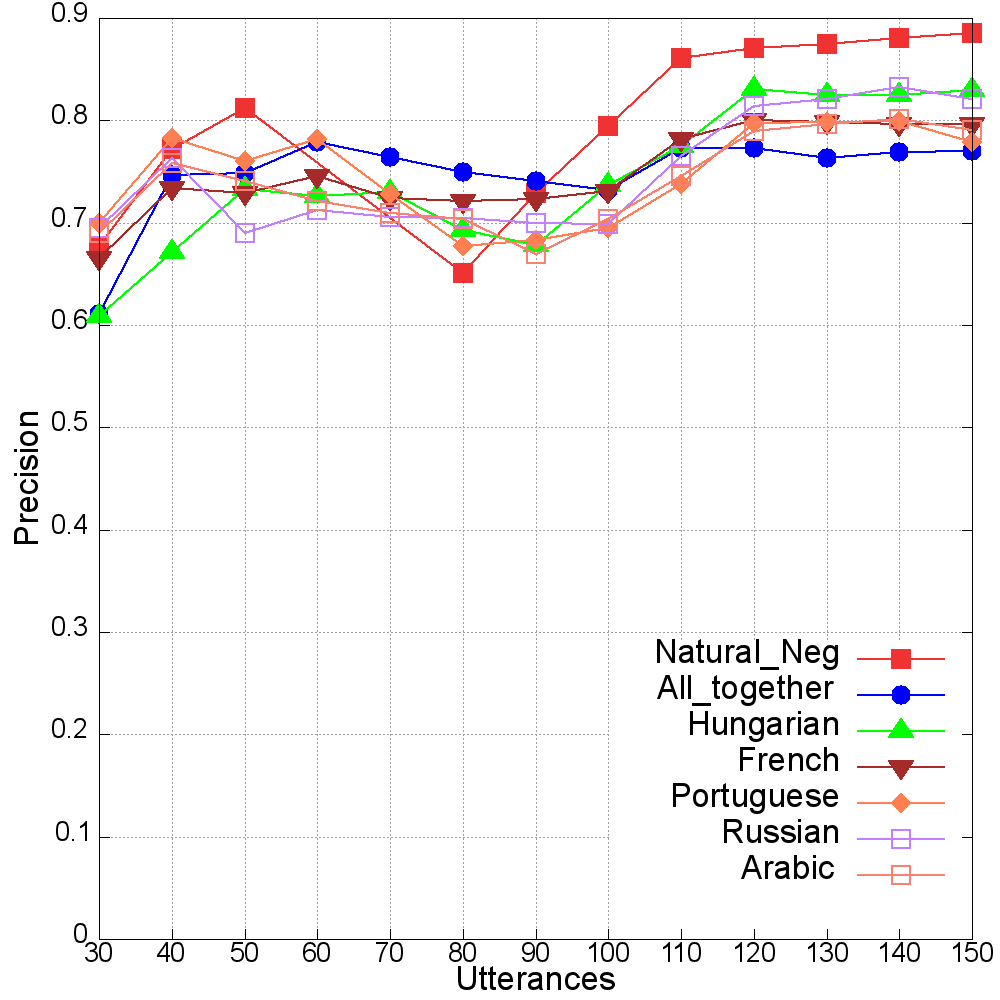 0.9
0.8
0.7
0.6
0.5
0.4
0.3
0.2
0.1
0
Precision
Natural_Neg
All_together
Hungarian
French
Portuguese
Russian
Arabic
30 40 50 60 70 80 90 100 110 120 130 140 150
Utterances